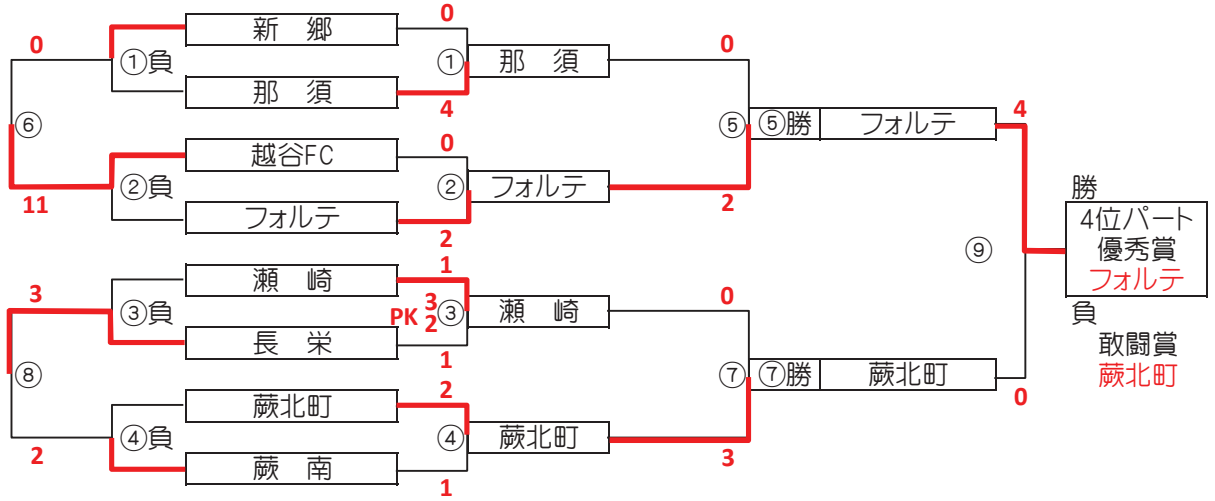 0
新 郷
0
①負
①
那 須
0
那 須
4
⑥
⑤
⑤勝
フォルテ
4
越谷FC
0
②負
②
フォルテ
11
フォルテ
2
2
勝
4位パート
優秀賞
フォルテ
負
敢闘賞
蕨北町
⑨
瀬 崎
1
3
③負
PK
3
2
③
瀬 崎
0
長 栄
1
⑧
⑦
⑦勝
蕨北町
0
蕨北町
2
④負
④
蕨北町
2
蕨 南
1
3